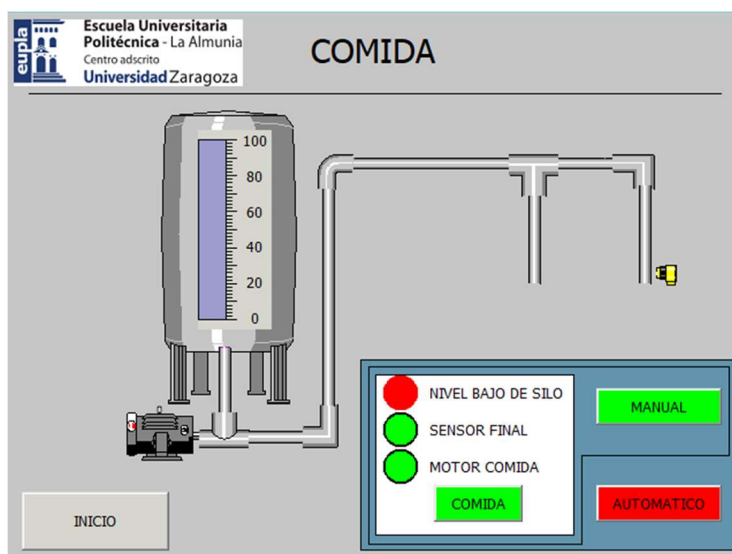 eupla
Escuela Universitaria
Politécnica - La Almunia
Centro adscrito
Universidad Zaragoza
COMIDA
100
80
60
40
20
0
NIVEL BAJO DE SILO
SENSOR FINAL
MOTOR COMIDA
COMIDA
MANUAL
AUTOMATICO
INICIO